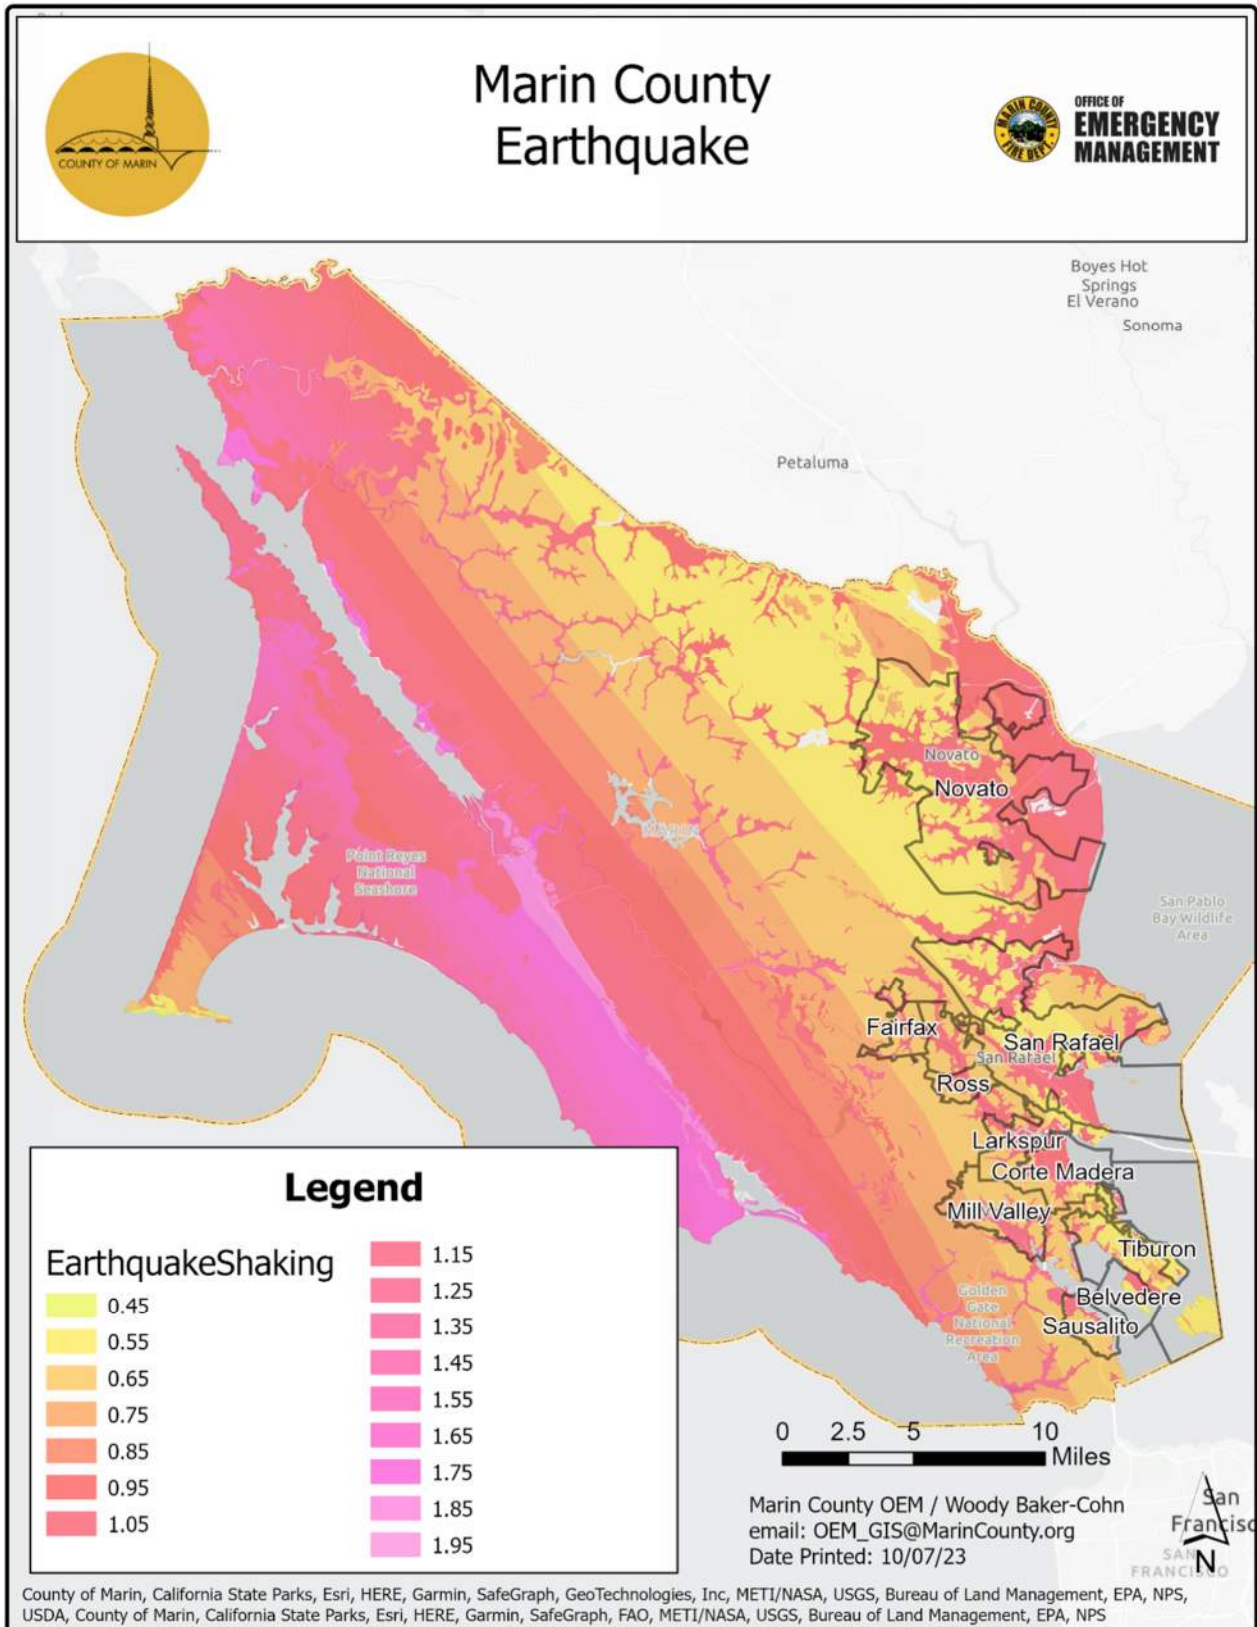 Marin County
Earthquake
COUNTY OF MARIN
MARIN COUNTY
FIRE DEPT.
OFFICE OF
EMERGENCY
MANAGEMENT
Boyes Hot
Springs
El Verano
Sonoma
Petaluma
Novato
Novato
MARIN
Point Reyes
National
Seashore
San Pablo
Bay Wildlife
Area
Fairfax
San Rafael
San Rafael
Ross
Larkspur
Corte Madera
Mill Valley
Tiburon
Belvedere
Sausalito
Golden
Gate
National
Recreation
Area
Legend
EarthquakeShaking
0.45
0.55
0.65
0.75
0.85
0.95
1.05
1.15
1.25
1.35
1.45
1.55
1.65
1.75
1.85
1.95
0 2.5 5 10
Miles
Marin County OEM / Woody Baker-Cohn
email: OEM_GIS@MarinCounty.org
Date Printed: 10/07/23
San
Francisc
SAN
FRANCISCO
N
County of Marin, California State Parks, Esri, HERE, Garmin, SafeGraph, GeoTechnologies, Inc, METI/NASA, USGS, Bureau of Land Management, EPA, NPS,
USDA, County of Marin, California State Parks, Esri, HERE, Garmin, SafeGraph, FAO, METI/NASA, USGS, Bureau of Land Management, EPA, NPS